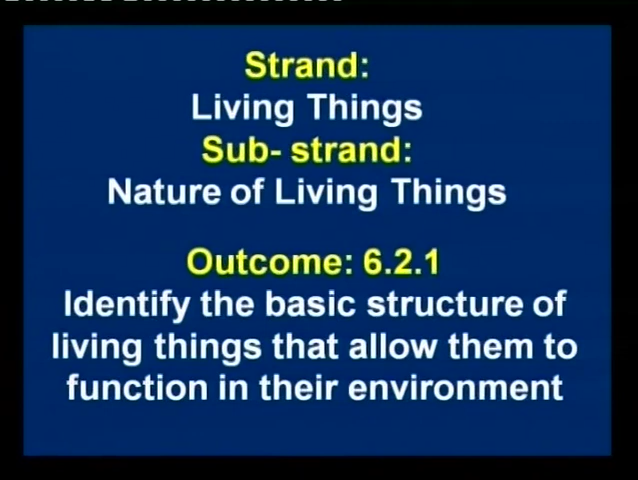 Strand:
Living Things
Sub- strand:
Nature of Living Things
Outcome: 6.2.1
Identify the basic structure of
living things that allow them to
function in their environment